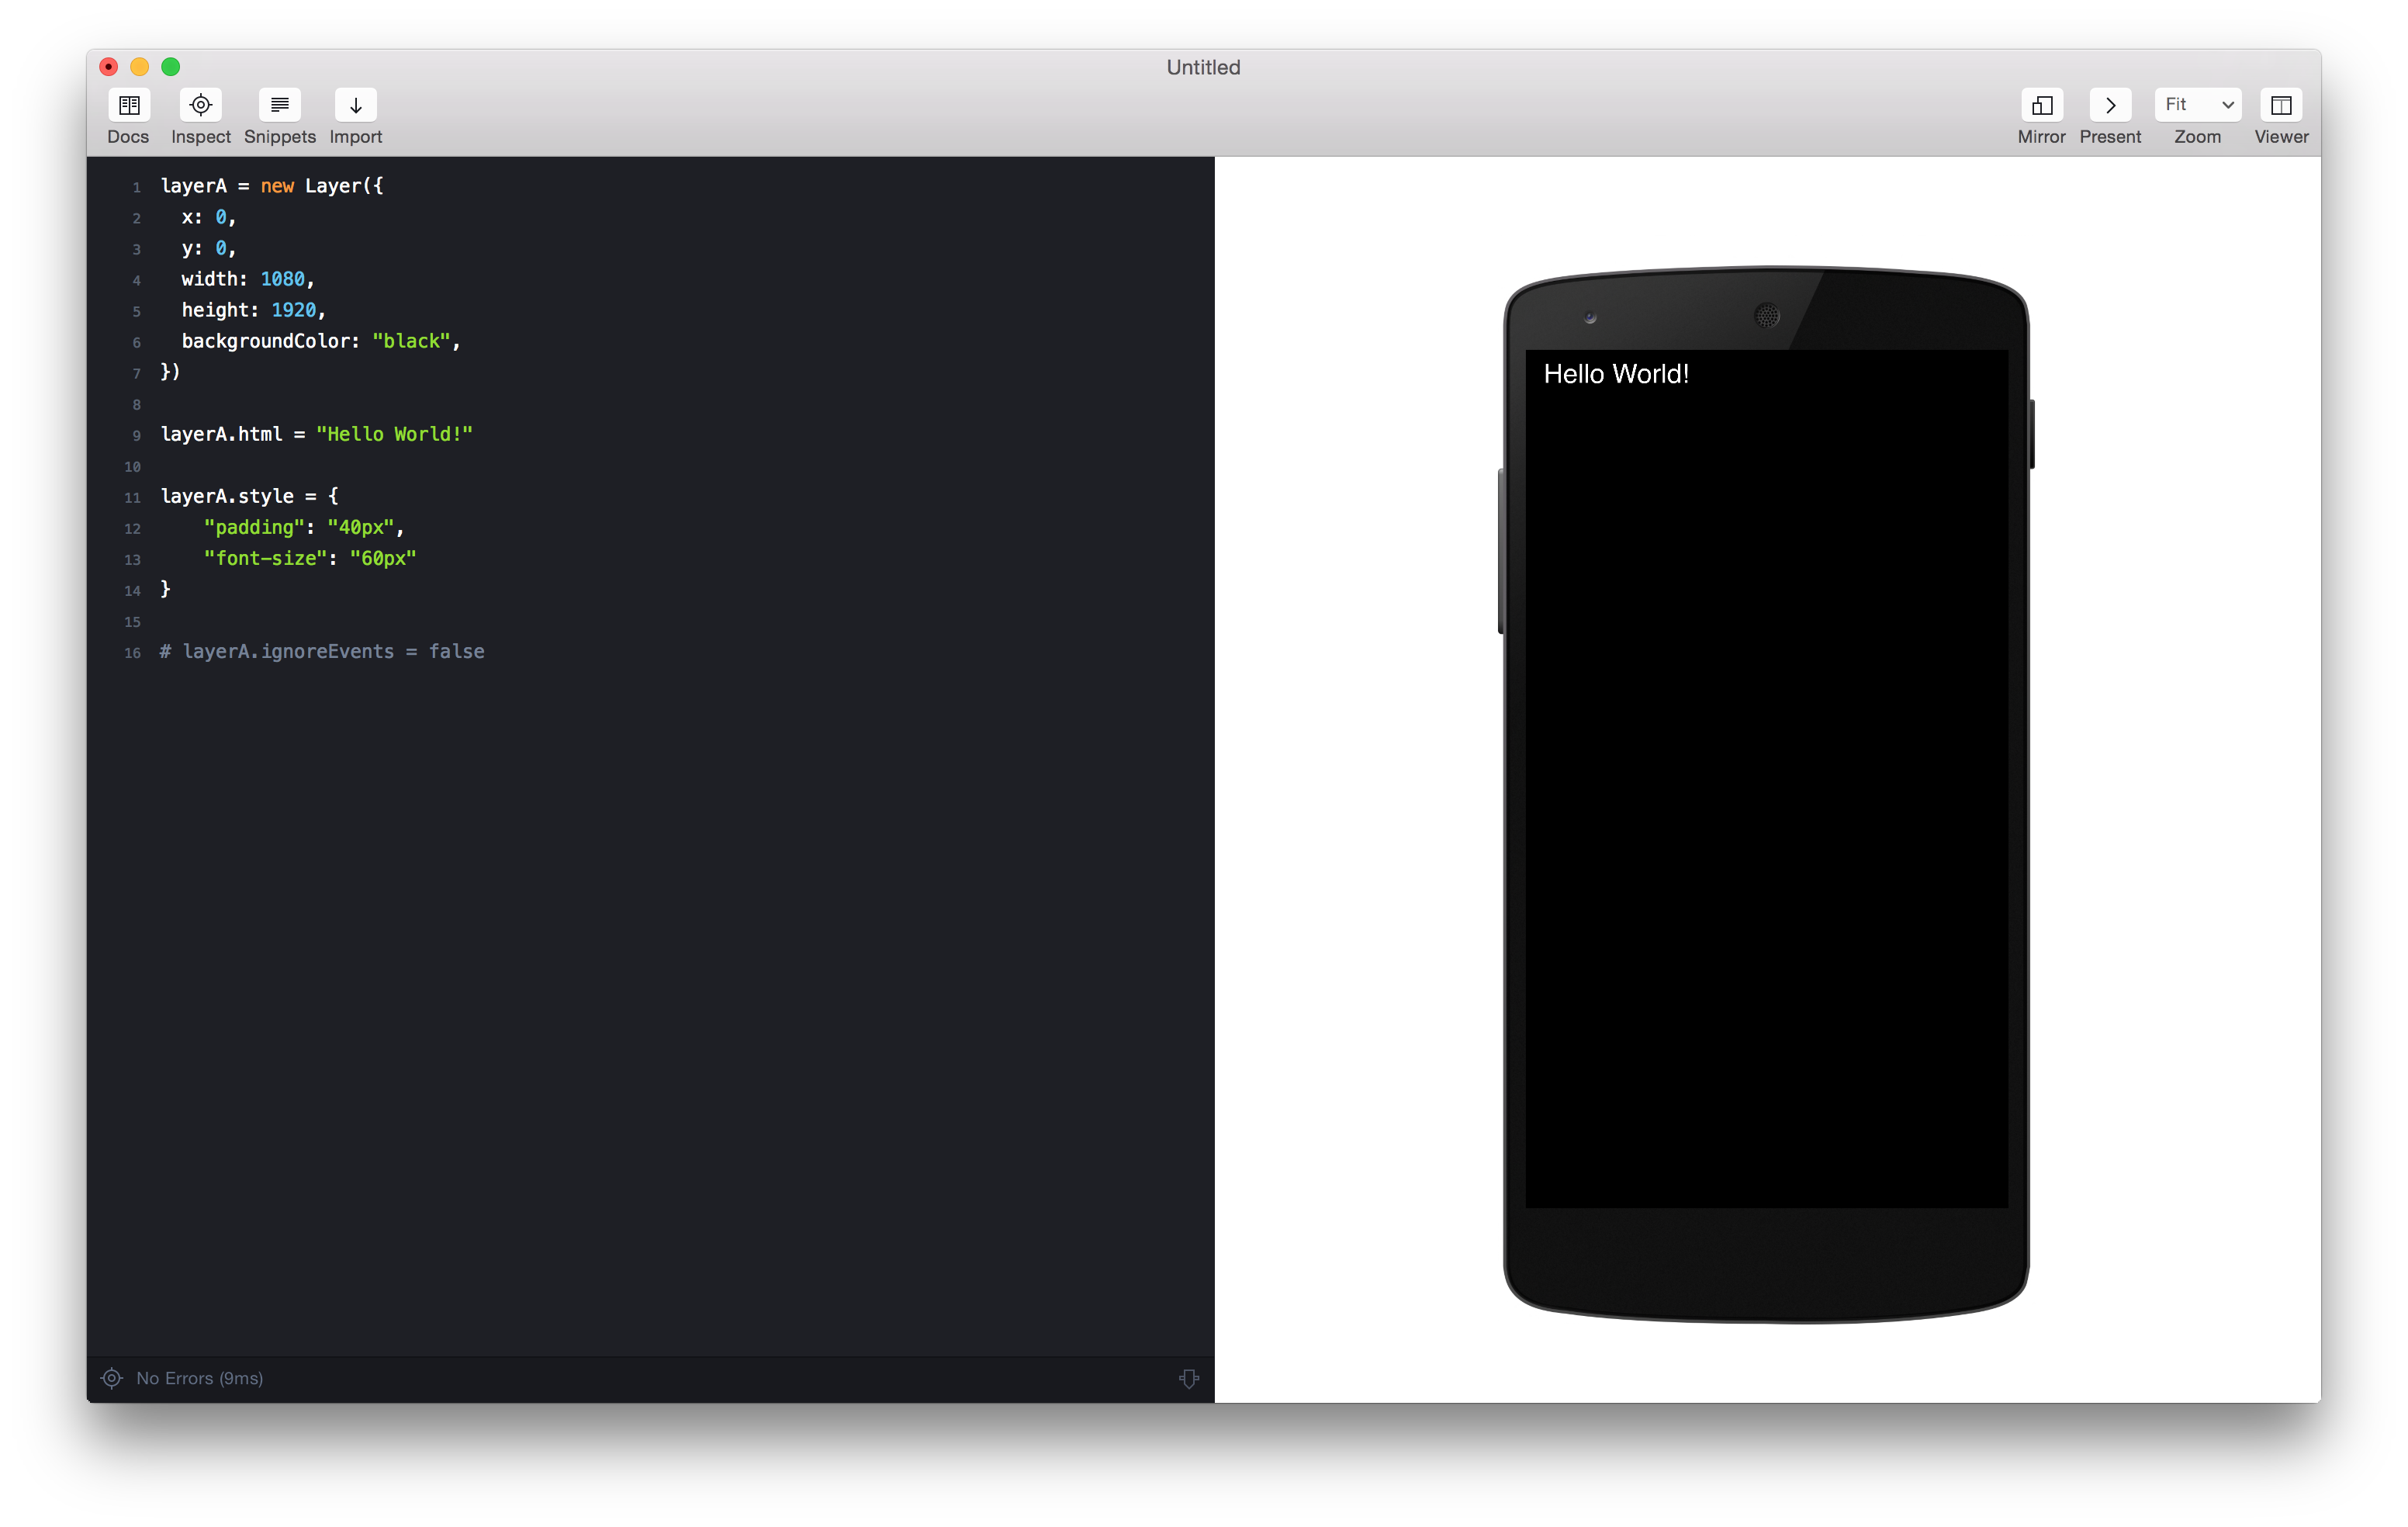 Untitled
Docs Inspect Snippets Import
Fit
Mirror Present Zoom Viewer
1 layerA = new Layer({
2 x: 0,
3 y: 0,
4 width: 1080,
5 height: 1920,
6 backgroundColor: "black",
7 })
8
9 layerA.html = "Hello World!"
10
11 layerA.style = {
12 "padding": "40px",
13 "font-size": "60px"
14 }
15
16 # layerA.ignoreEvents = false
No Errors (9ms)
Hello World!